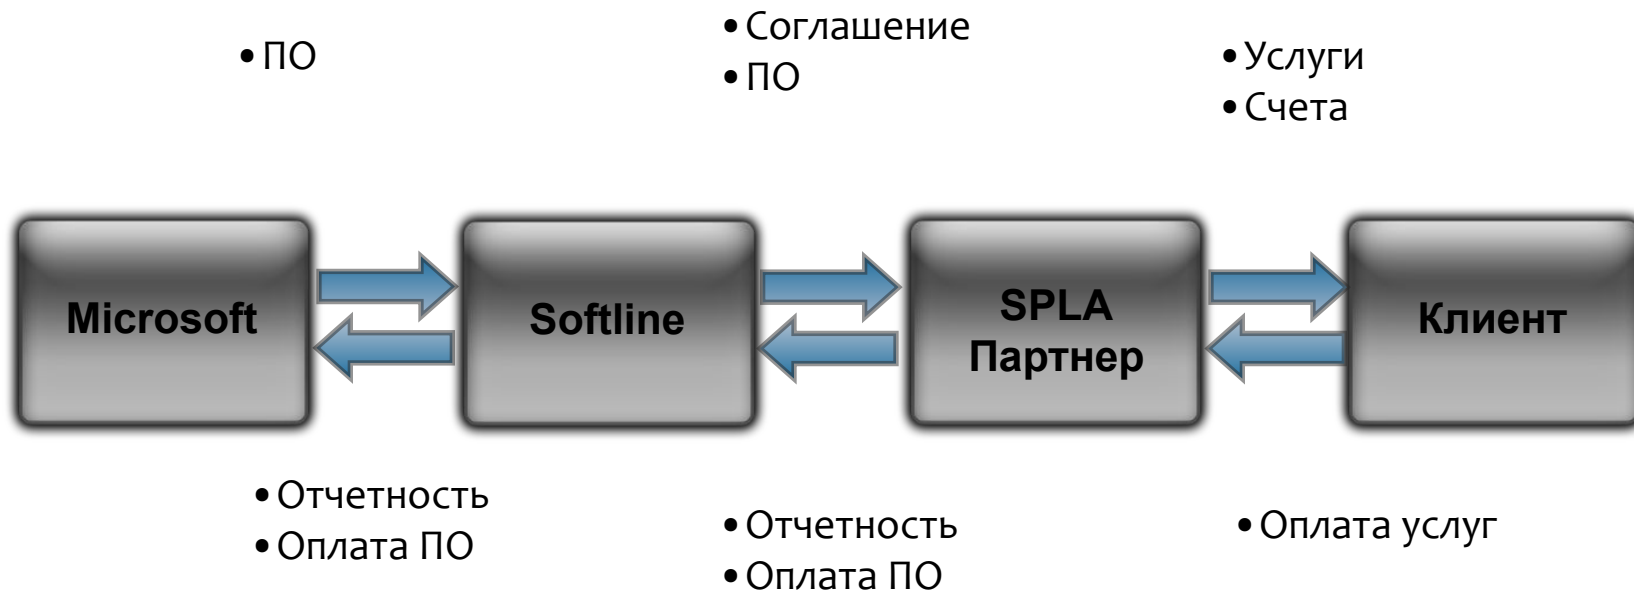 • ПО
• Соглашение
• ПО
• Услуги
• Счета
Microsoft
Softline
SPLA
Партнер
Клиент
• Отчетность
• Оплата ПО
• Отчетность
• Оплата ПО
• Оплата услуг